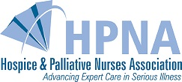 HPNA
Hospice & Palliative Nurses Association
Advancing Expert Care in Serious Illness